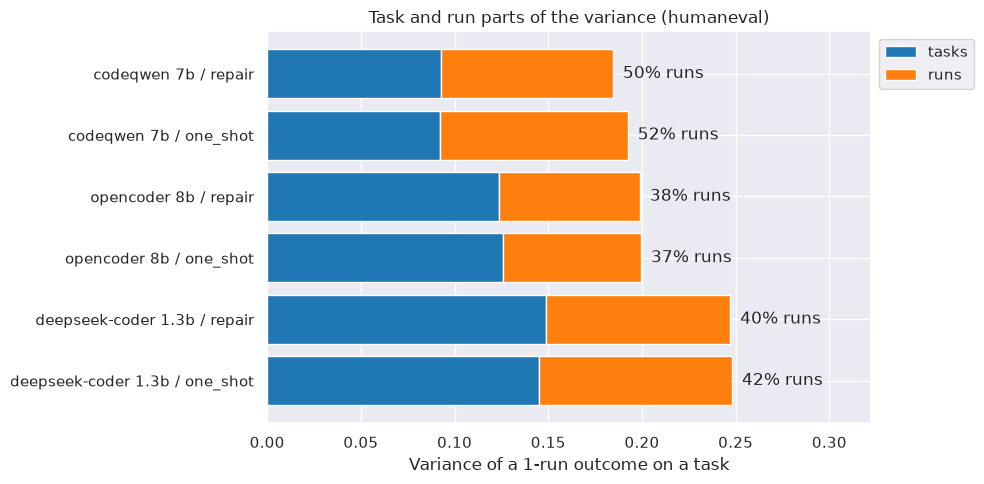 Task and run parts of the variance (humaneval)
tasks
runs
codeqwen 7b / repair
50% runs
codeqwen 7b / one_shot
52% runs
opencoder 8b / repair
38% runs
opencoder 8b / one_shot
37% runs
deepseek-coder 1.3b / repair
40% runs
deepseek-coder 1.3b / one_shot
42% runs
0.00 0.05 0.10 0.15 0.20 0.25 0.30
Variance of a 1-run outcome on a task